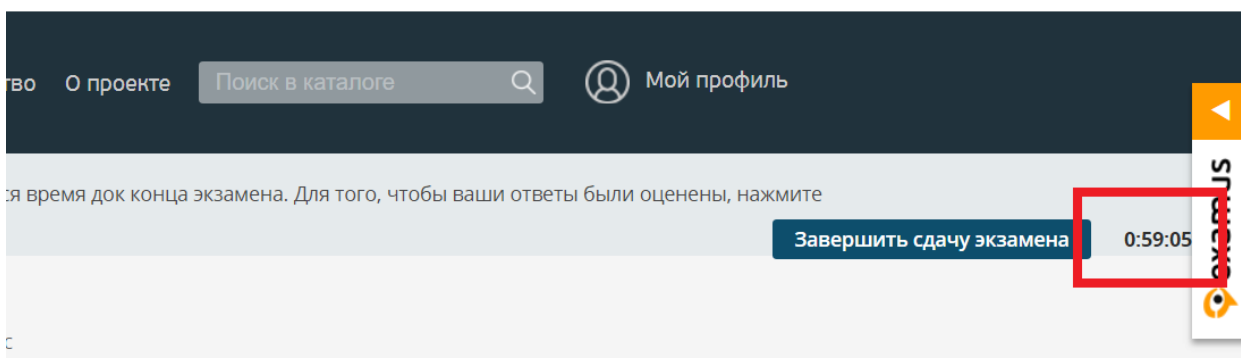 тво О проекте Поиск в каталоге Мой профиль
ся время док конца экзамена. Для того, чтобы ваши ответы были оценены, нажмите
Завершить сдачу экзамена 0:59:05
examus
с